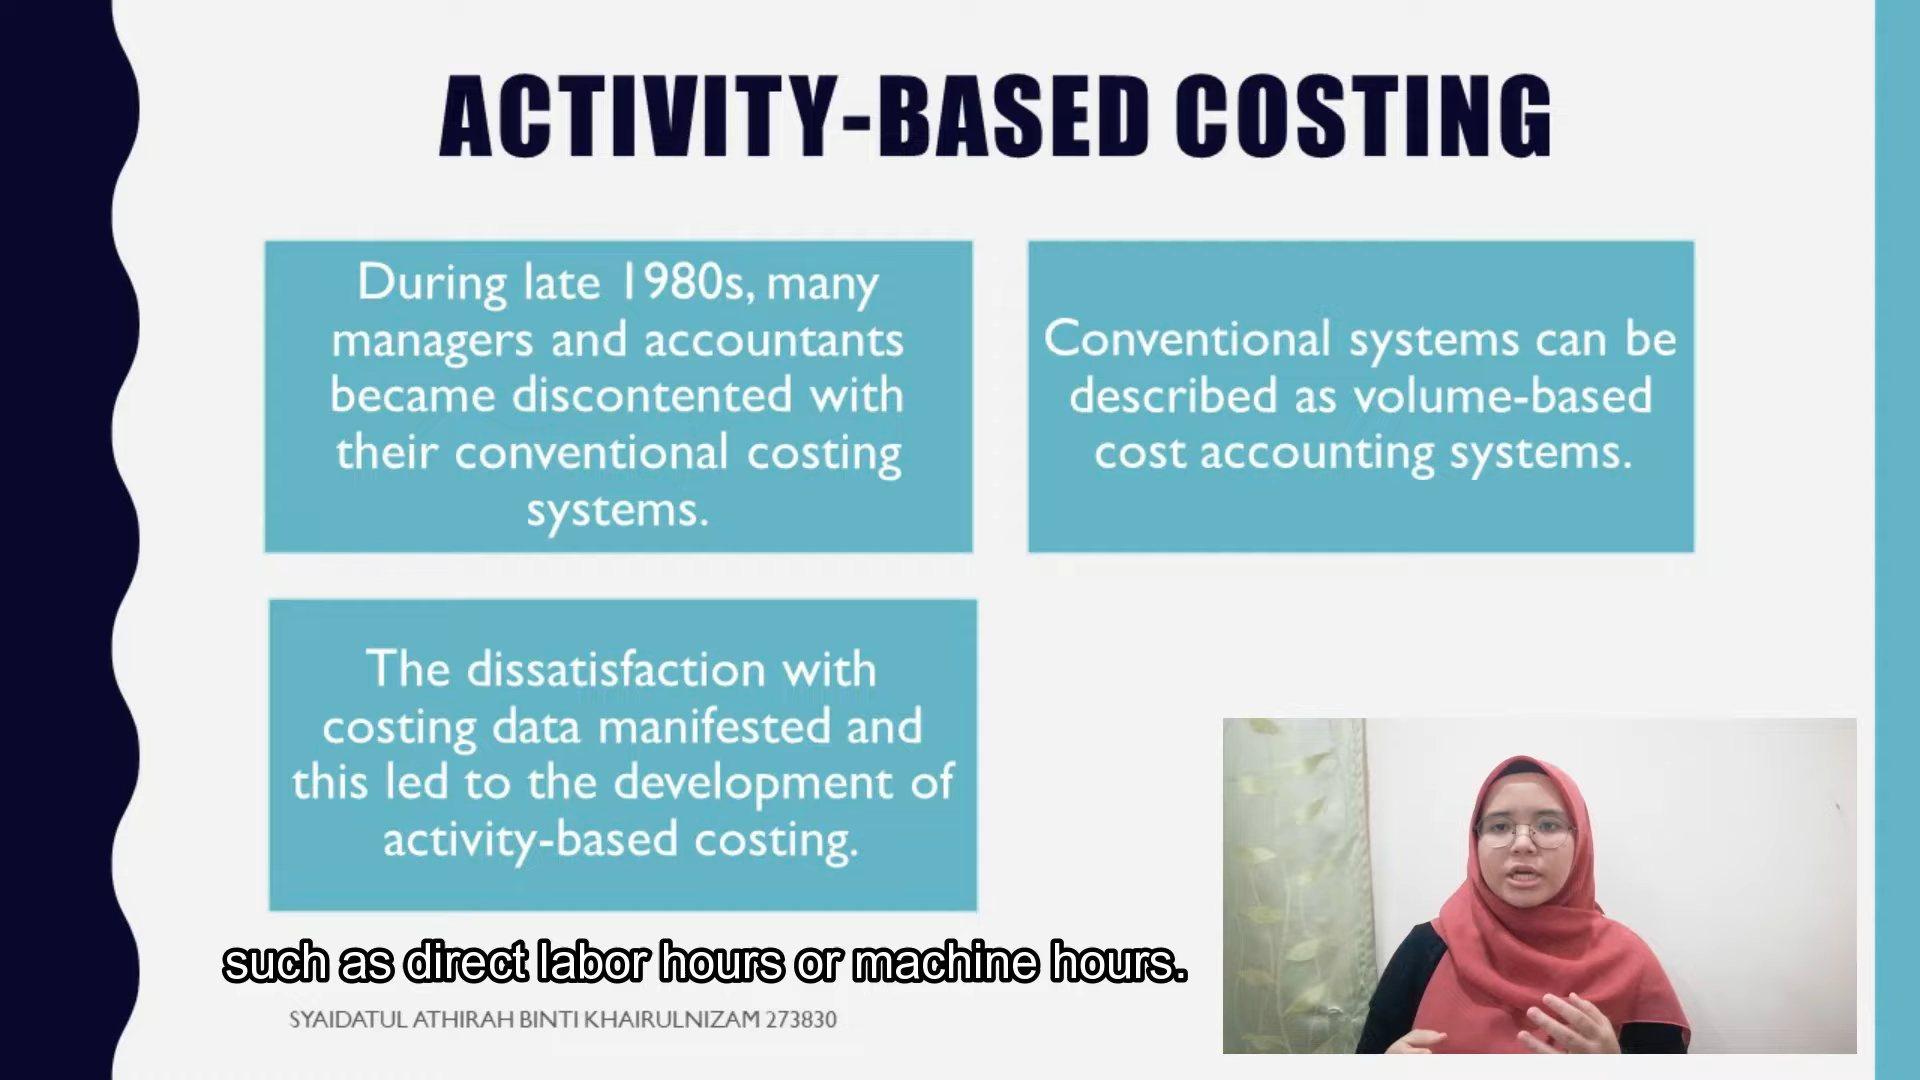 ACTIVITY-BASED COSTING
During late 1980s, many
managers and accountants
became discontented with
their conventional costing
systems.
Conventional systems can be
described as volume-based
cost accounting systems.
The dissatisfaction with
costing data manifested and
this led to the development of
activity-based costing.
such as direct labor hours or machine hours.
SYAIDATUL ATHIRAH BINTI KHAIRULNIZAM 273830